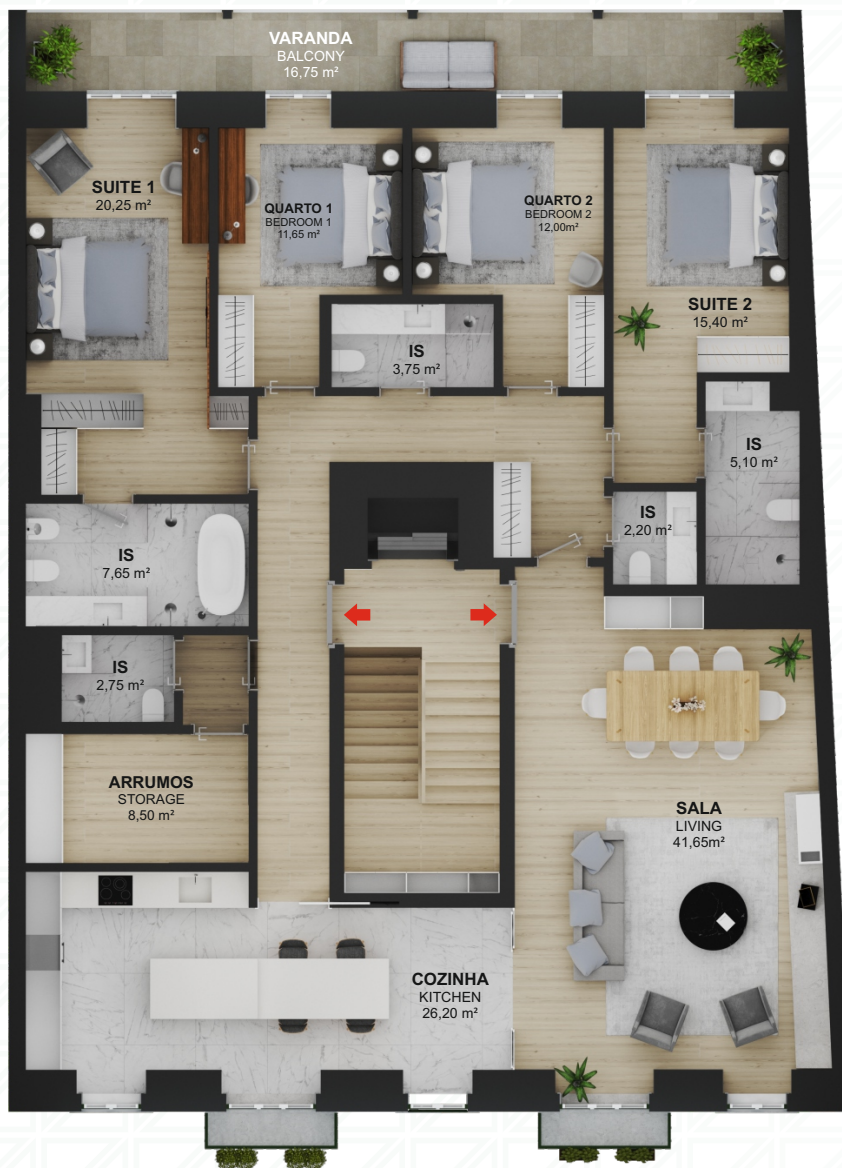 VARANDA
BALCONY
16,75 m²
SUITE 1
20,25 m²
QUARTO 1
BEDROOM 1
11,65 m²
QUARTO 2
BEDROOM 2
12,00m²
SUITE 2
15,40 m²
IS
3,75 m²
IS
5,10 m²
IS
2,20 m²
IS
7,65 m²
IS
2,75 m²
ARRUMOS
STORAGE
8,50 m²
SALA
LIVING
41,65m²
COZINHA
KITCHEN
26,20 m²